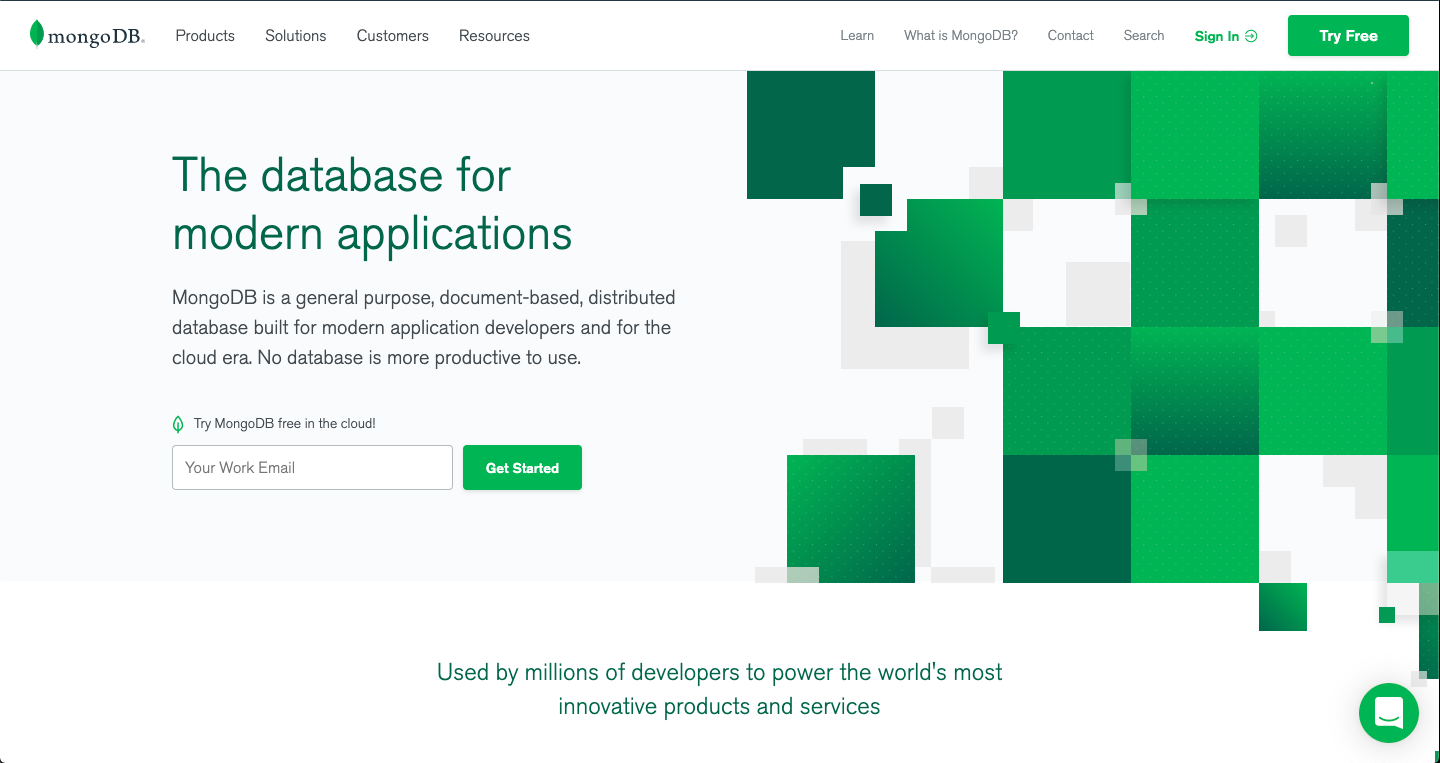 mongoDB®
Products Solutions Customers Resources
Learn What is MongoDB? Contact Search Sign In Try Free
The database for
modern applications
MongoDB is a general purpose, document-based, distributed
database built for modern application developers and for the
cloud era. No database is more productive to use.
Try MongoDB free in the cloud!
Your Work Email
Get Started
Used by millions of developers to power the world's most
innovative products and services